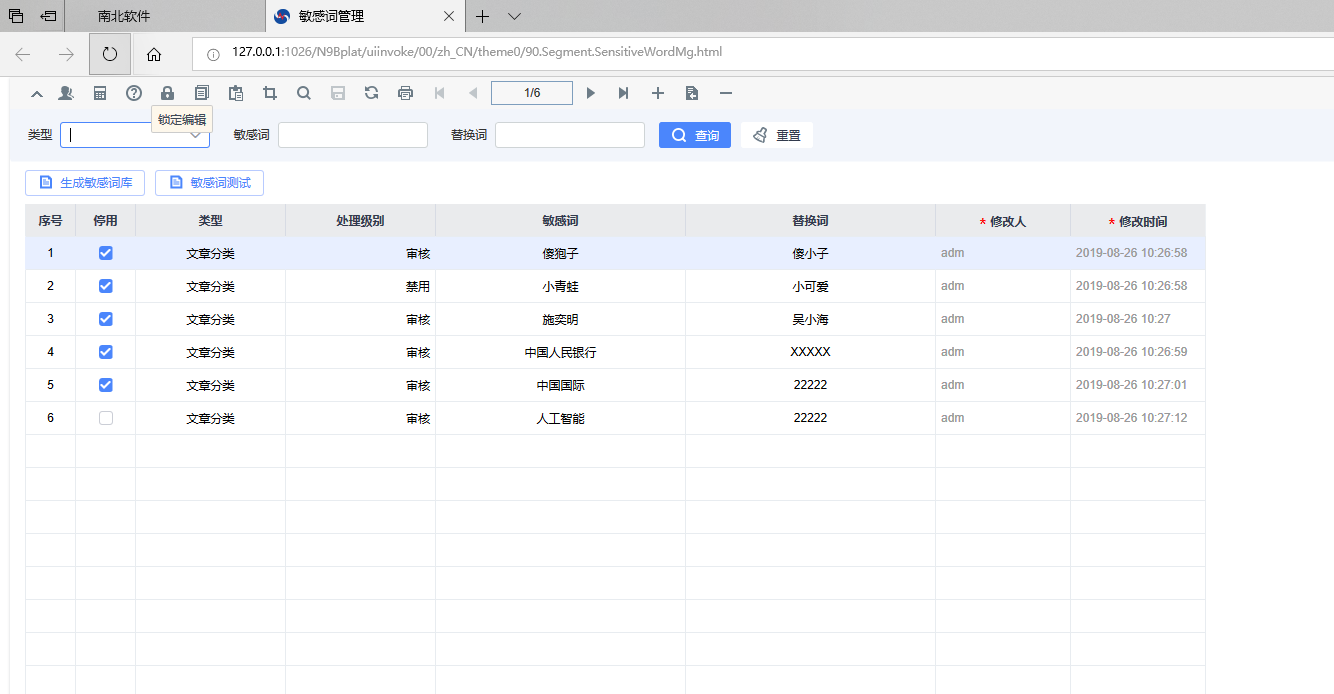 南北软件
敏感词管理
127.0.0.1:1026/N9Bplat/uiinvoke/00/zh_CN/theme0/90.Segment.SensitiveWordMg.html
1/6
锁定编辑
类型 敏感词 替换词 查询 重置
生成敏感词库 敏感词测试
序号 停用 类型 处理级别 敏感词 替换词 * 修改人 * 修改时间
1 文章分类 审核 傻狍子 傻小子 adm 2019-08-26 10:26:58
2 文章分类 禁用 小青蛙 小可爱 adm 2019-08-26 10:26:58
3 文章分类 审核 施奕明 吴小海 adm 2019-08-26 10:27
4 文章分类 审核 中国人民银行 XXXXX adm 2019-08-26 10:26:59
5 文章分类 审核 中国国际 22222 adm 2019-08-26 10:27:01
6 文章分类 审核 人工智能 22222 adm 2019-08-26 10:27:12